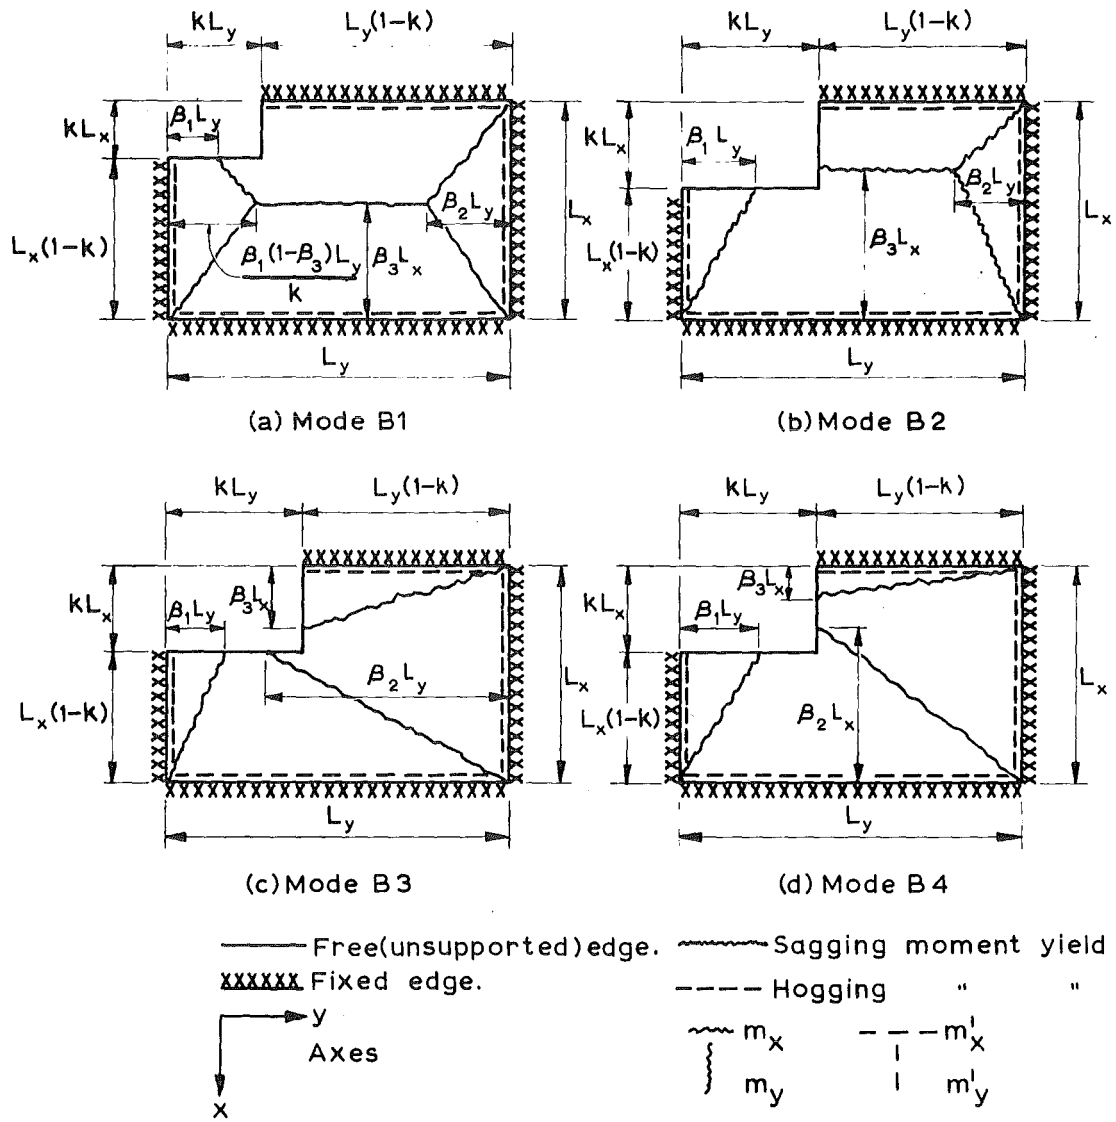 kLy Ly(1-k)
kLx β₁Ly
Lx(1-k) β₁(1-β₃)Ly
k
β₃Lx β₂Ly Lx
Ly
(a) Mode B1
kLy Ly(1-k)
kLx β₁Ly
Lx(1-k) β₃Lx β₂Ly Lx
Ly
(b) Mode B2
kLy Ly(1-k)
kLx β₁Ly β₃Lx
Lx(1-k) β₂Ly Lx
Ly
(c) Mode B3
kLy Ly(1-k)
kLx β₁Ly β₃Lx
Lx(1-k) β₂Lx Lx
Ly
(d) Mode B4
Free(unsupported)edge.
Sagging moment yield
XXXXXX Fixed edge.
Hogging " "
y
Axes
x
mx m'x
my m'y